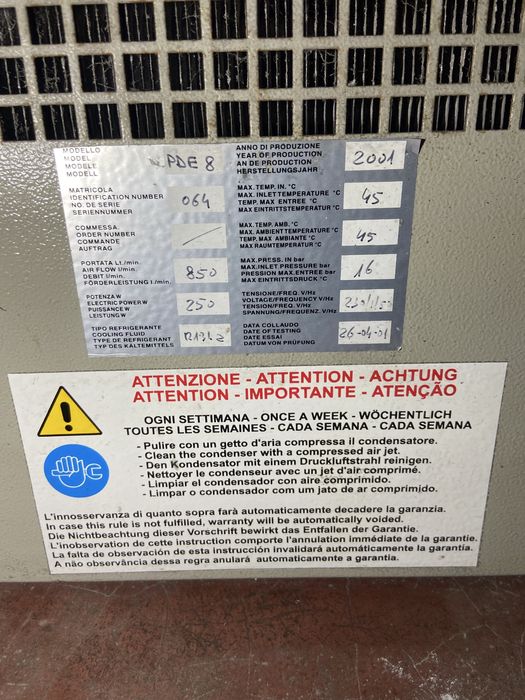 MODELLO
MODEL
MODELE
MODELL
PDE 8
MATRICOLA
IDENTIFICATION NUMBER
NO. DE SERIE
SERIENNUMMER
064
COMMESSA
ORDER NUMBER
COMMANDE
AUFTRAG
PORTATA Lt./min.
AIR FLOW l/min.
DEBIT l/min.
FÖRDERLEISTUNG l./min.
850
POTENZA W
ELECTRIC POWER W
PUISSANCE W
LEISTUNG W
250
TIPO REFRIGERANTE
COOLING FLUID
TYPE DE REFRIGERANT
TYP DES KÄLTEMITTELS
R134a
ANNO DI PRODUZIONE
YEAR OF PRODUCTION
AN DE PRODUCTION
HERSTELLUNGSJAHR
2001
MAX. TEMP. IN. °C
MAX. INLET TEMPERATURE °C
TEMP. MAX ENTREE °C
MAX EINTRITTSTEMPERATUR °C
45
MAX. TEMP. AMB. °C
MAX. AMBIENT TEMPERATURE °C
TEMP. MAX AMBIANTE °C
MAX RAUMTEMPERATUR °C
45
MAX. PRESS. IN bar
MAX. INLET PRESSURE bar
PRESSION MAX. ENTREE bar
MAX EINTRITTSDRUCK °C
16
TENSIONE/FREQ. V/Hz
VOLTAGE/FREQUENCY V/Hz
TENSION/FREQ. V/Hz
SPANNUNG/FREQUENZ. V/Hz
DATA COLLAUDO
DATE OF TESTING
DATE ESSAI
DATUM VON PRÜFUNG
26-04-01
ATTENZIONE - ATTENTION - ACHTUNG
ATTENTION - IMPORTANTE - ATENÇÃO
OGNI SETTIMANA - ONCE A WEEK - WÖCHENTLICH
TOUTES LES SEMAINES - CADA SEMANA - CADA SEMANA
- Pulire con un getto d'aria compressa il condensatore.
- Clean the condenser with a compressed air jet.
- Den Kondensator mit einem Druckluftstrahl reinigen.
- Nettoyer le condenseur avec un jet d'air comprimé.
- Limpiar el condensador con aire comprimido.
- Limpar o condensador com um jato de ar comprimido.
L'innosservanza di quanto sopra farà automaticamente decadere la garanzia.
In case this rule is not fulfilled, warranty will be automatically voided.
Die Nichtbeachtung dieser Vorschrift bewirkt das Entfallen der Garantie.
L'inobservation de cette instruction comporte l'annulation immédiate de la garantie.
La falta de observación de esta instrucción invalidará automáticamente la garantia.
A não observância dessa regra anulará automaticamente a garantia.